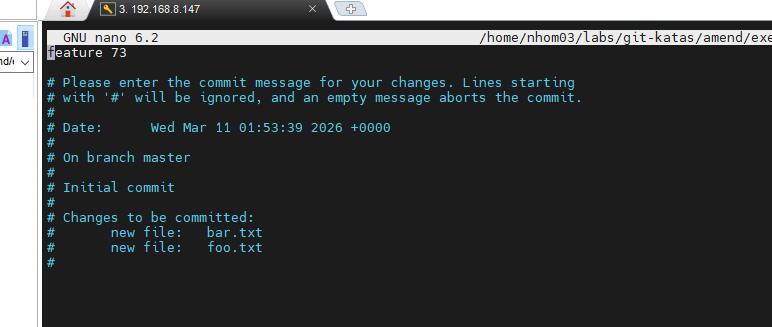 3. 192.168.8.147
GNU nano 6.2 /home/nhom03/labs/git-katas/amend/exe
feature 73
# Please enter the commit message for your changes. Lines starting
# with '#' will be ignored, and an empty message aborts the commit.
#
# Date:      Wed Mar 11 01:53:39 2026 +0000
#
# On branch master
#
# Initial commit
#
# Changes to be committed:
#       new file:   bar.txt
#       new file:   foo.txt
#